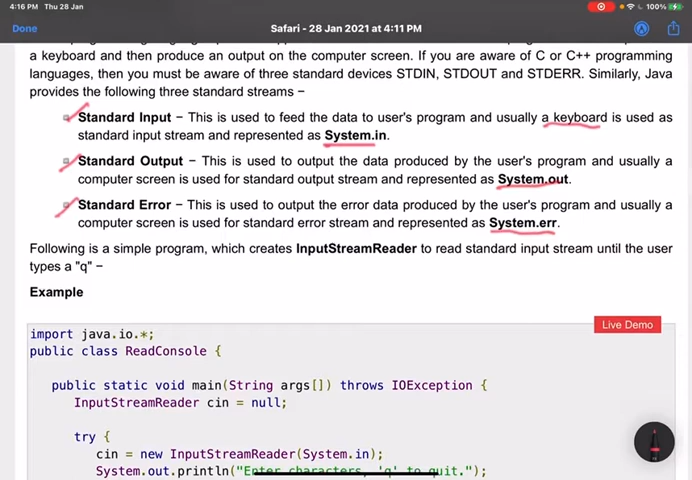 4:16 PM Thu 28 Jan
100%
Done
Safari - 28 Jan 2021 at 4:11 PM
a keyboard and then produce an output on the computer screen. If you are aware of C or C++ programming
languages, then you must be aware of three standard devices STDIN, STDOUT and STDERR. Similarly, Java
provides the following three standard streams −
Standard Input − This is used to feed the data to user's program and usually a keyboard is used as
standard input stream and represented as System.in.
Standard Output − This is used to output the data produced by the user's program and usually a
computer screen is used for standard output stream and represented as System.out.
Standard Error − This is used to output the error data produced by the user's program and usually a
computer screen is used for standard error stream and represented as System.err.
Following is a simple program, which creates InputStreamReader to read standard input stream until the user
types a "q" −
Example
Live Demo
import java.io.*;
public class ReadConsole {
public static void main(String args[]) throws IOException {
InputStreamReader cin = null;
try {
cin = new InputStreamReader(System.in);
System.out.println("Enter characters, 'q' to quit.");